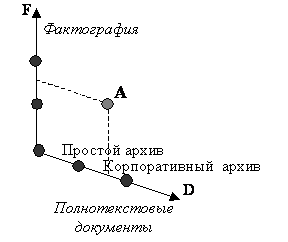 F
Фактография
A
Простой архив
Корпоративный архив
D
Полнотекстовые
документы